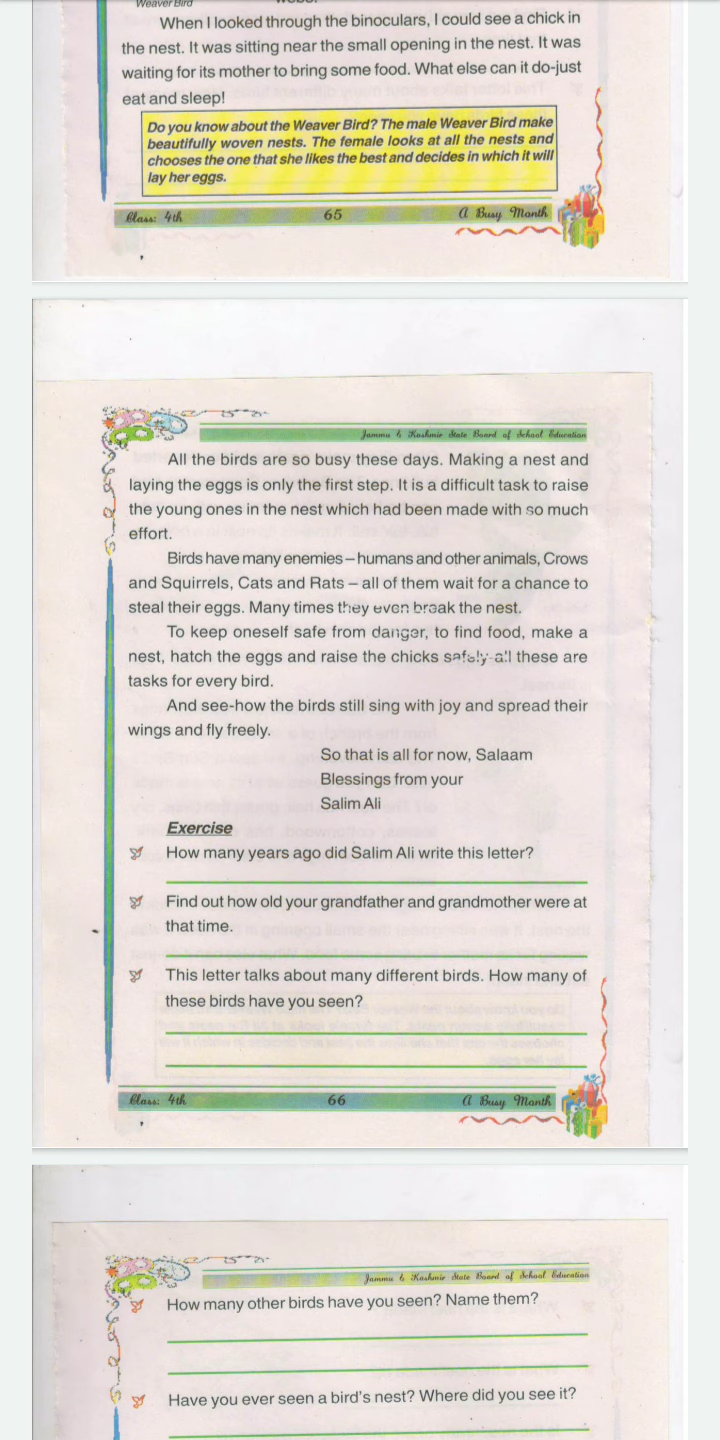 Weaver Bird
When I looked through the binoculars, I could see a chick in
the nest. It was sitting near the small opening in the nest. It was
waiting for its mother to bring some food. What else can it do-just
eat and sleep!
Do you know about the Weaver Bird? The male Weaver Bird make
beautifully woven nests. The female looks at all the nests and
chooses the one that she likes the best and decides in which it will
lay her eggs.
Class: 4th 65 A Busy Month
Jammu & Kashmir State Board of School Education
All the birds are so busy these days. Making a nest and
laying the eggs is only the first step. It is a difficult task to raise
the young ones in the nest which had been made with so much
effort.
Birds have many enemies – humans and other animals, Crows
and Squirrels, Cats and Rats – all of them wait for a chance to
steal their eggs. Many times they even break the nest.
To keep oneself safe from danger, to find food, make a
nest, hatch the eggs and raise the chicks safely-all these are
tasks for every bird.
And see-how the birds still sing with joy and spread their
wings and fly freely.
So that is all for now, Salaam
Blessings from your
Salim Ali
Exercise
How many years ago did Salim Ali write this letter?
Find out how old your grandfather and grandmother were at
that time.
This letter talks about many different birds. How many of
these birds have you seen?
Class: 4th 66 A Busy Month
Jammu & Kashmir State Board of School Education
How many other birds have you seen? Name them?
Have you ever seen a bird's nest? Where did you see it?